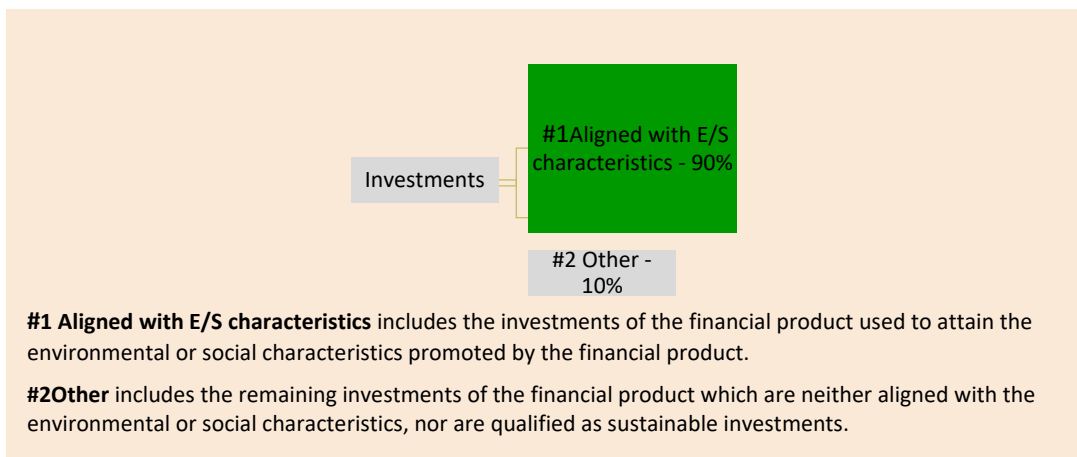 #1Aligned with E/S
characteristics - 90%
Investments
#2 Other -
10%
#1 Aligned with E/S characteristics includes the investments of the financial product used to attain the
environmental or social characteristics promoted by the financial product.
#2Other includes the remaining investments of the financial product which are neither aligned with the
environmental or social characteristics, nor are qualified as sustainable investments.